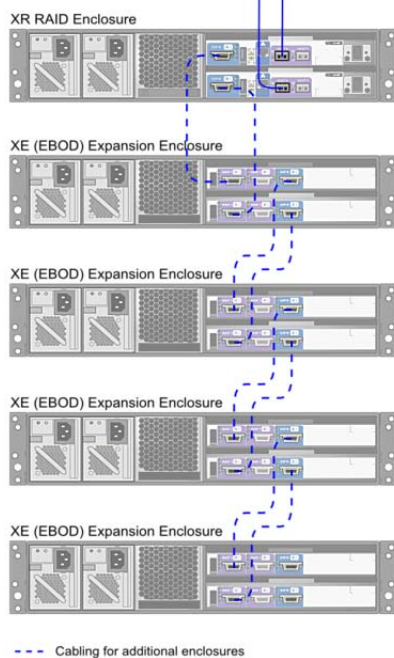 XR RAID Enclosure
XE (EBOD) Expansion Enclosure
XE (EBOD) Expansion Enclosure
XE (EBOD) Expansion Enclosure
XE (EBOD) Expansion Enclosure
Cabling for additional enclosures